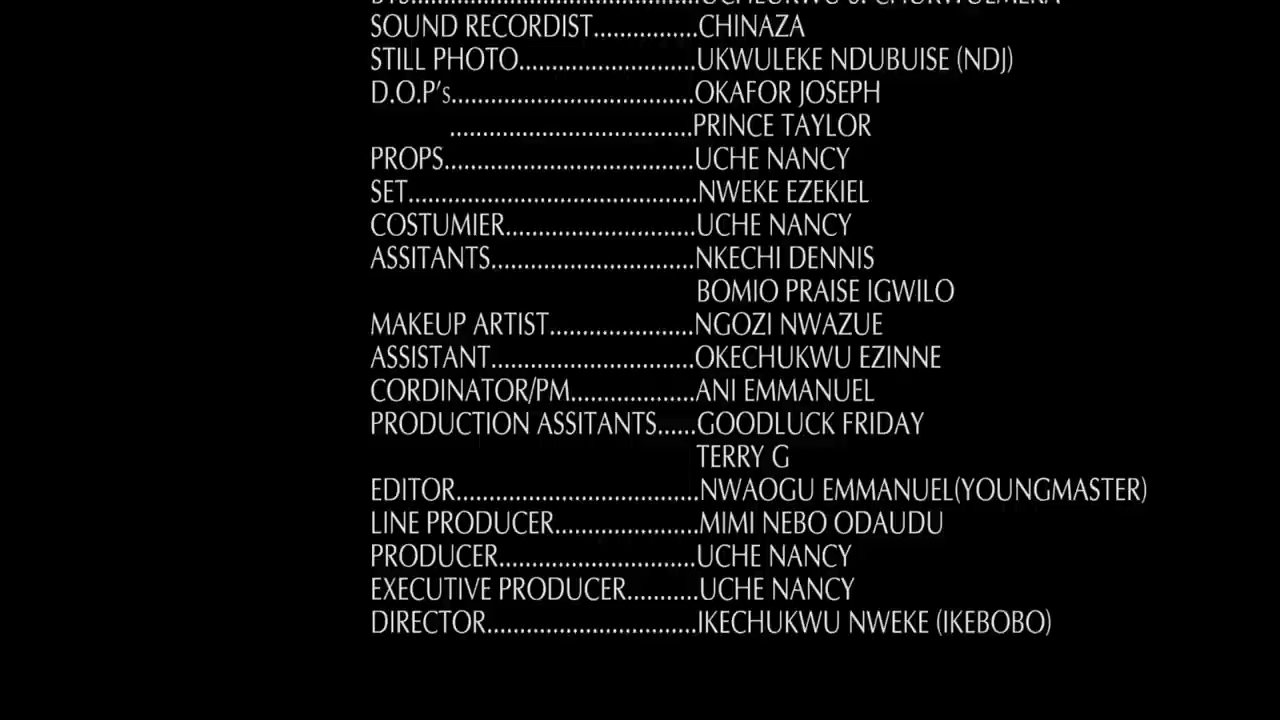 SOUND RECORDIST................CHINAZA
STILL PHOTO...........................UKWULEKE NDUBUISE (NDJ)
D.O.P's.....................................OKAFOR JOSEPH
.....................................PRINCE TAYLOR
PROPS......................................UCHE NANCY
SET............................................NWEKE EZEKIEL
COSTUMIER.............................UCHE NANCY
ASSITANTS...............................NKECHI DENNIS
BOMIO PRAISE IGWILO
MAKEUP ARTIST......................NGOZI NWAZUE
ASSISTANT...............................OKECHUKWU EZINNE
CORDINATOR/PM...................ANI EMMANUEL
PRODUCTION ASSITANTS......GOODLUCK FRIDAY
TERRY G
EDITOR.....................................NWAOGU EMMANUEL(YOUNGMASTER)
LINE PRODUCER......................MIMI NEBO ODAUDU
PRODUCER..............................UCHE NANCY
EXECUTIVE PRODUCER...........UCHE NANCY
DIRECTOR................................IKECHUKWU NWEKE (IKEBOBO)